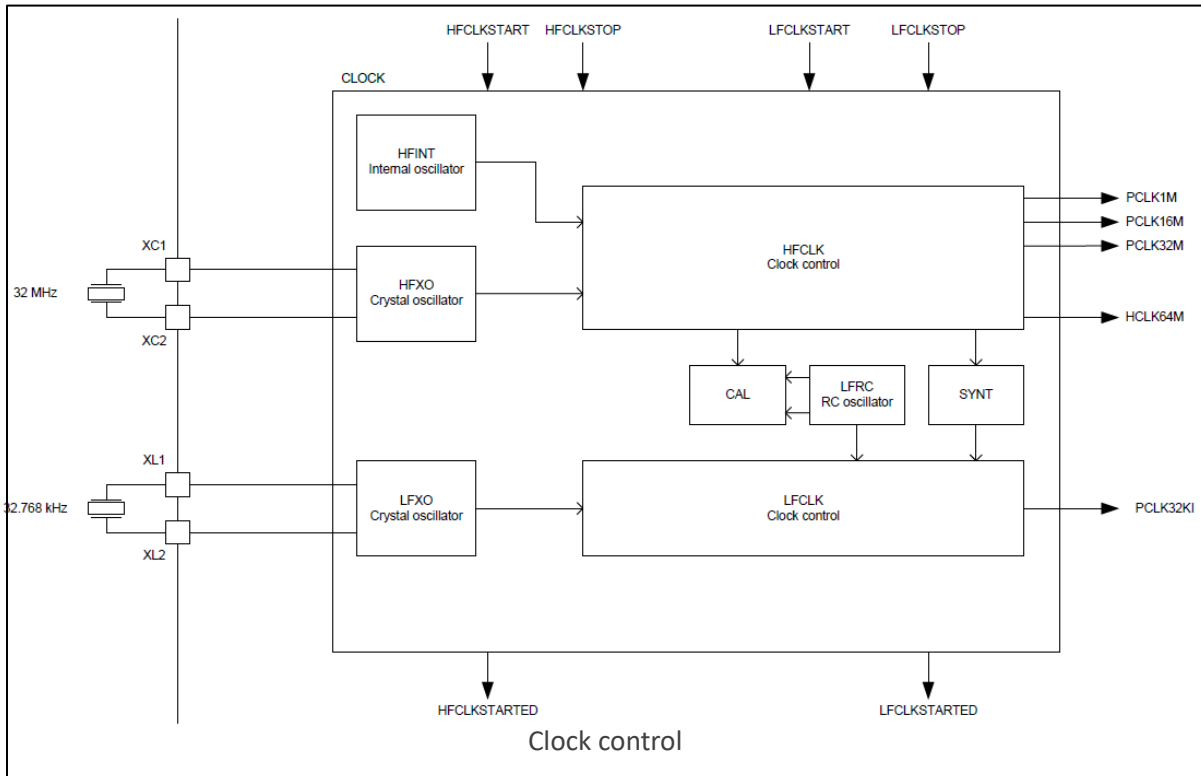 HFCLKSTART HFCLKSTOP LFCLKSTART LFCLKSTOP
CLOCK
HFINT
Internal oscillator
PCLK1M
PCLK16M
PCLK32M
HFCLK
Clock control
XC1
32 MHz
XC2
HFXO
Crystal oscillator
HCLK64M
CAL
LFRC
RC oscillator
SYNT
XL1
32.768 kHz
XL2
LFXO
Crystal oscillator
LFCLK
Clock control
PCLK32KI
HFCLKSTARTED LFCLKSTARTED
Clock control